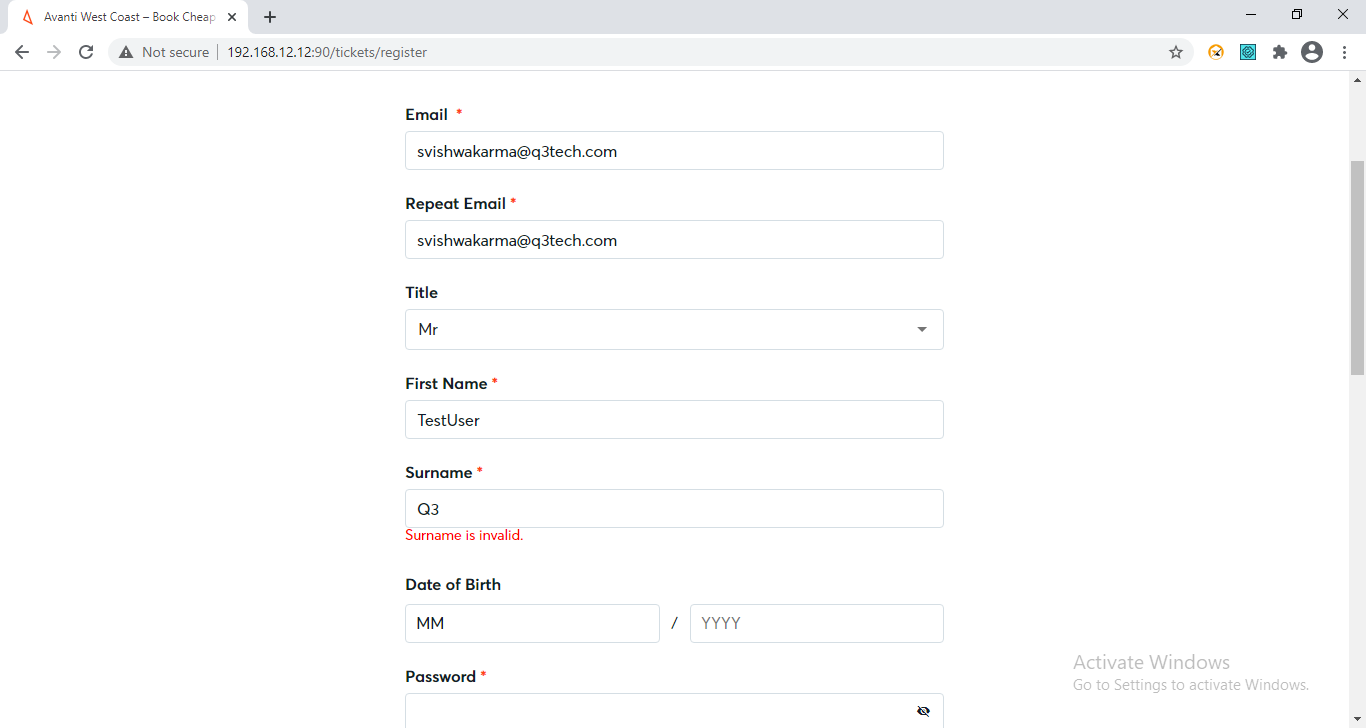 Avanti West Coast – Book Cheap
Not secure
192.168.12.12:90/tickets/register
Email *
svishwakarma@q3tech.com
Repeat Email *
svishwakarma@q3tech.com
Title
Mr
First Name *
TestUser
Surname *
Q3
Surname is invalid.
Date of Birth
MM / YYYY
Password *
Activate Windows
Go to Settings to activate Windows.